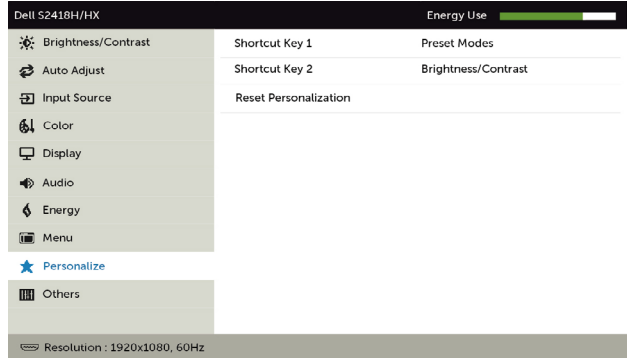 Dell S2418H/HX
Energy Use
Brightness/Contrast
Auto Adjust
Input Source
Color
Display
Audio
Energy
Menu
Personalize
Others
Shortcut Key 1 Preset Modes
Shortcut Key 2 Brightness/Contrast
Reset Personalization
Resolution : 1920x1080, 60Hz